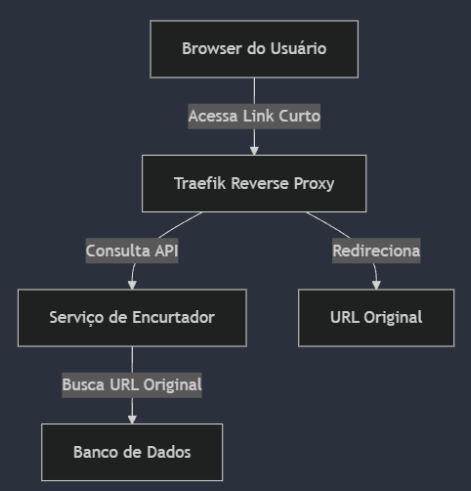 Browser do Usuário
Acessa Link Curto
Traefik Reverse Proxy
Consulta API
Redireciona
Serviço de Encurtador
URL Original
Busca URL Original
Banco de Dados